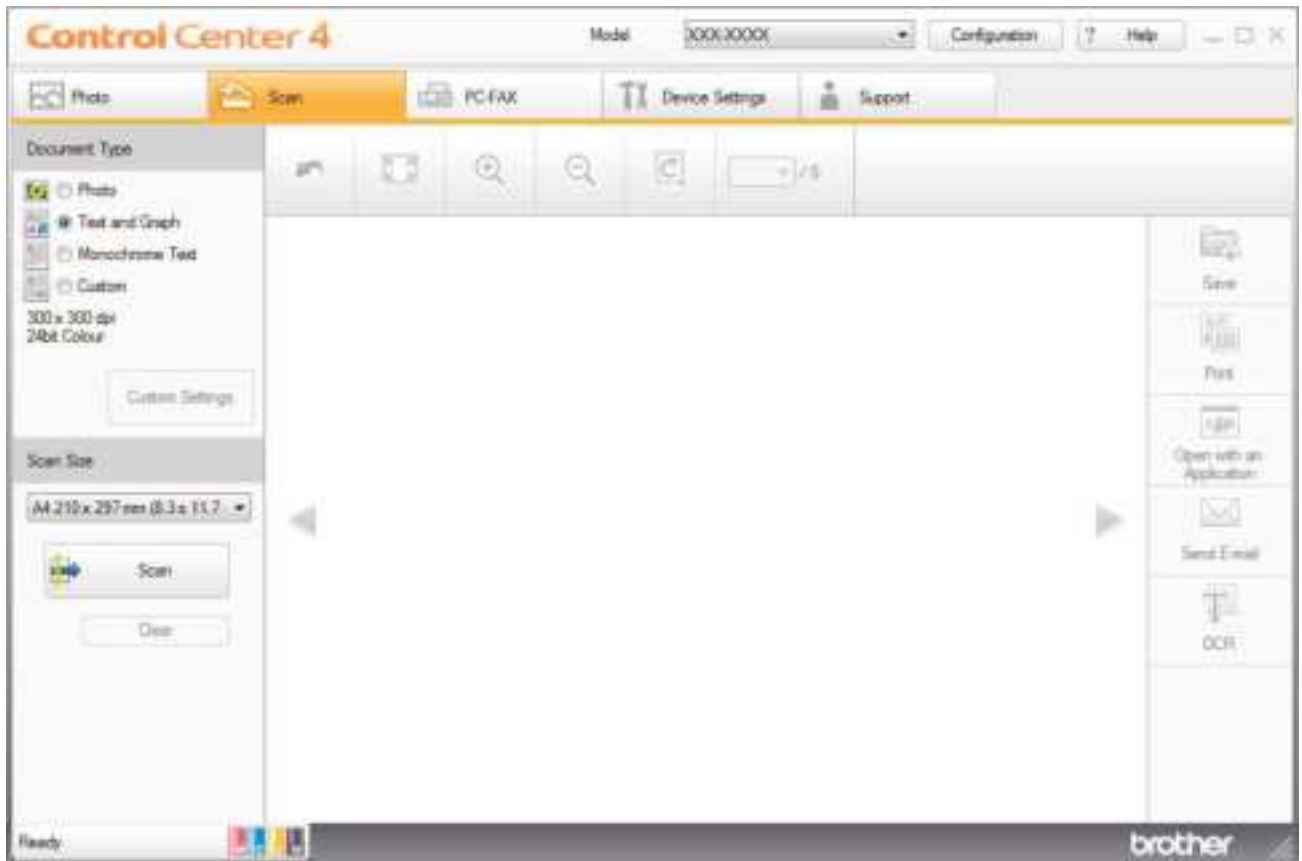 Control Center 4
Model XXX-XXXXX Configuration ? Help
Photo Scan PC-FAX Device Settings Support
Document Type
Photo
Text and Graph
Monochrome Text
Custom
300 x 300 dpi
24bit Colour
Custom Settings
Scan Size
A4 210 x 297 mm (8.3 x 11.7
Scan
Clear
Save
Print
Open with an
Application
Send E-mail
OCR
Ready
brother